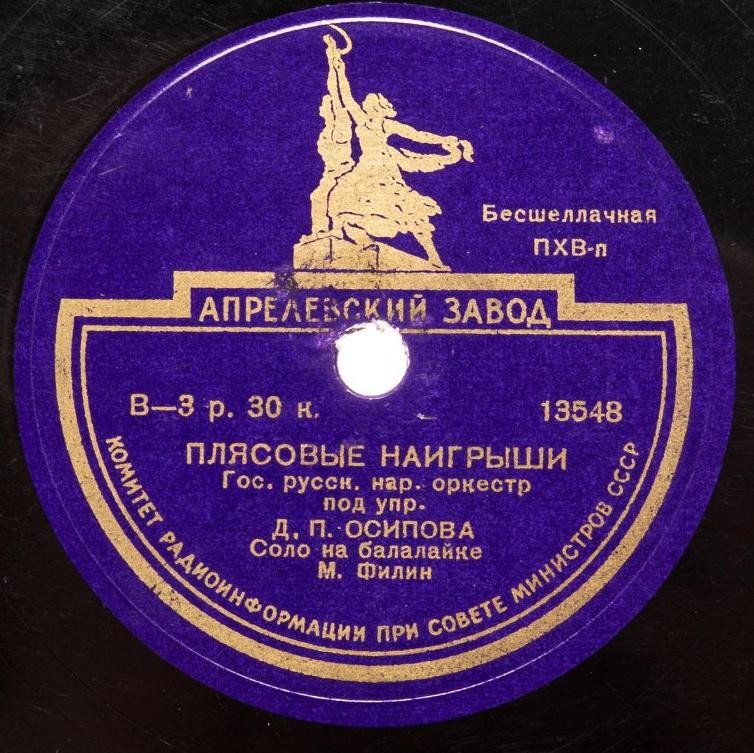 Бесшеллачная
ПХВ-п
АПРЕЛЕВСКИЙ ЗАВОД
В—3 р. 30 к.
13548
ПЛЯСОВЫЕ НАИГРЫШИ
Гос. русск. нар. оркестр
под упр.
Д. П. ОСИПОВА
Соло на балалайке
М. Филин
КОМИТЕТ РАДИОИНФОРМАЦИИ ПРИ СОВЕТЕ МИНИСТРОВ СССР